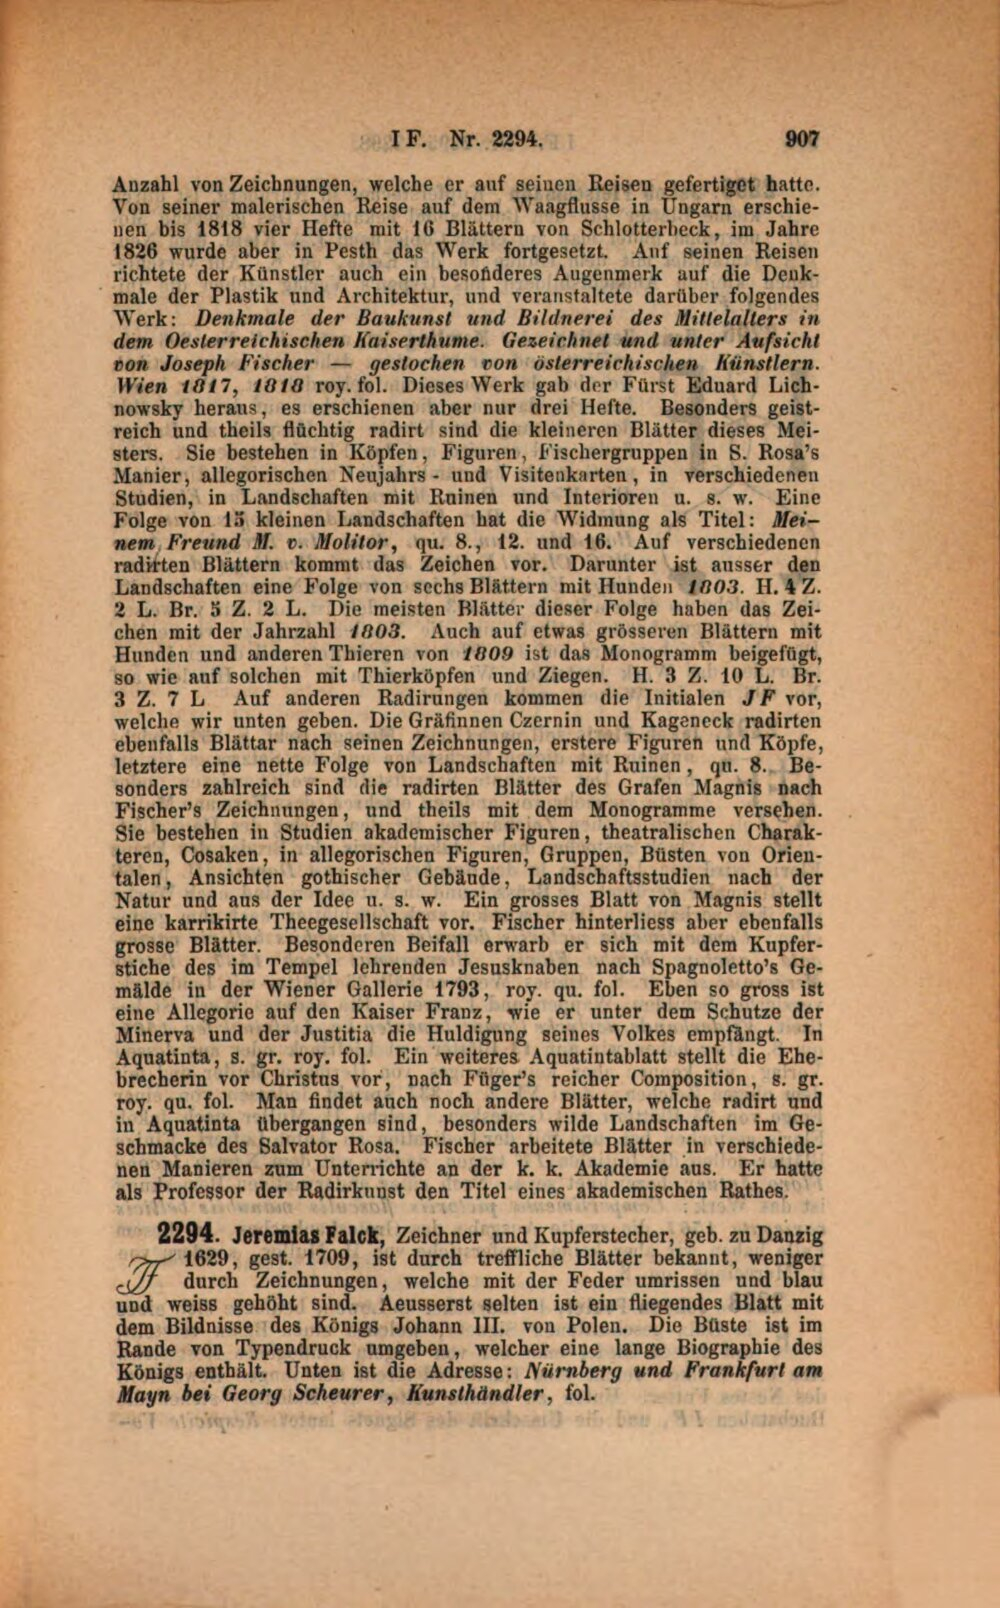 I F. Nr. 2294. 907
Anzahl von Zeichnungen, welche er auf seinen Reisen gefertiget hatte.
Von seiner malerischen Reise auf dem Waagflusse in Ungarn erschie-
nen bis 1818 vier Hefte mit 16 Blättern von Schlotterbeck, im Jahre
1826 wurde aber in Pesth das Werk fortgesetzt. Auf seinen Reisen
richtete der Künstler auch ein besonderes Augenmerk auf die Denk-
male der Plastik und Architektur, und veranstaltete darüber folgendes
Werk: Denkmale der Baukunst und Bildnerei des Mittelalters in
dem Oesterreichischen Kaiserthume. Gezeichnet und unter Aufsicht
von Joseph Fischer — gestochen von österreichischen Künstlern.
Wien 1817, 1818 roy. fol. Dieses Werk gab der Fürst Eduard Lich-
nowsky heraus, es erschienen aber nur drei Hefte. Besonders geist-
reich und theils flüchtig radirt sind die kleineren Blätter dieses Mei-
sters. Sie bestehen in Köpfen, Figuren, Fischergruppen in S. Rosa's
Manier, allegorischen Neujahrs- und Visitenkarten, in verschiedenen
Studien, in Landschaften mit Ruinen und Interioren u. s. w. Eine
Folge von 15 kleinen Landschaften hat die Widmung als Titel: Mei-
nem Freund M. v. Molitor, qu. 8., 12. und 16. Auf verschiedenen
radirten Blättern kommt das Zeichen vor. Darunter ist ausser den
Landschaften eine Folge von sechs Blättern mit Hunden 1803. H. 4 Z.
2 L. Br. 5 Z. 2 L. Die meisten Blätter dieser Folge haben das Zei-
chen mit der Jahrzahl 1803. Auch auf etwas grösseren Blättern mit
Hunden und anderen Thieren von 1809 ist das Monogramm beigefügt,
so wie auf solchen mit Thierköpfen und Ziegen. H. 3 Z. 10 L. Br.
3 Z. 7 L Auf anderen Radirungen kommen die Initialen JF vor,
welche wir unten geben. Die Gräfinnen Czernin und Kageneck radirten
ebenfalls Blättar nach seinen Zeichnungen, erstere Figuren und Köpfe,
letztere eine nette Folge von Landschaften mit Ruinen, qu. 8. Be-
sonders zahlreich sind die radirten Blätter des Grafen Magnis nach
Fischer's Zeichnungen, und theils mit dem Monogramme versehen.
Sie bestehen in Studien akademischer Figuren, theatralischen Charak-
teren, Cosaken, in allegorischen Figuren, Gruppen, Büsten von Orien-
talen, Ansichten gothischer Gebäude, Landschaftsstudien nach der
Natur und aus der Idee u. s. w. Ein grosses Blatt von Magnis stellt
eine karrikirte Theegesellschaft vor. Fischer hinterliess aber ebenfalls
grosse Blätter. Besonderen Beifall erwarb er sich mit dem Kupfer-
stiche des im Tempel lehrenden Jesusknaben nach Spagnoletto's Ge-
mälde in der Wiener Gallerie 1793, roy. qu. fol. Eben so gross ist
eine Allegorie auf den Kaiser Franz, wie er unter dem Schutze der
Minerva und der Justitia die Huldigung seines Volkes empfängt. In
Aquatinta, s. gr. roy. fol. Ein weiteres Aquatintablatt stellt die Ehe-
brecherin vor Christus vor, nach Füger's reicher Composition, s. gr.
roy. qu. fol. Man findet auch noch andere Blätter, welche radirt und
in Aquatinta übergangen sind, besonders wilde Landschaften im Ge-
schmacke des Salvator Rosa. Fischer arbeitete Blätter in verschiede-
nen Manieren zum Unterrichte an der k. k. Akademie aus. Er hatte
als Professor der Radirkunst den Titel eines akademischen Rathes.
2294. Jeremias Falck, Zeichner und Kupferstecher, geb. zu Danzig
1629, gest. 1709, ist durch treffliche Blätter bekannt, weniger
durch Zeichnungen, welche mit der Feder umrissen und blau
und weiss gehöht sind. Aeusserst selten ist ein fliegendes Blatt mit
dem Bildnisse des Königs Johann III. von Polen. Die Büste ist im
Rande von Typendruck umgeben, welcher eine lange Biographie des
Königs enthält. Unten ist die Adresse: Nürnberg und Frankfurt am
Mayn bei Georg Scheurer, Kunsthändler, fol.